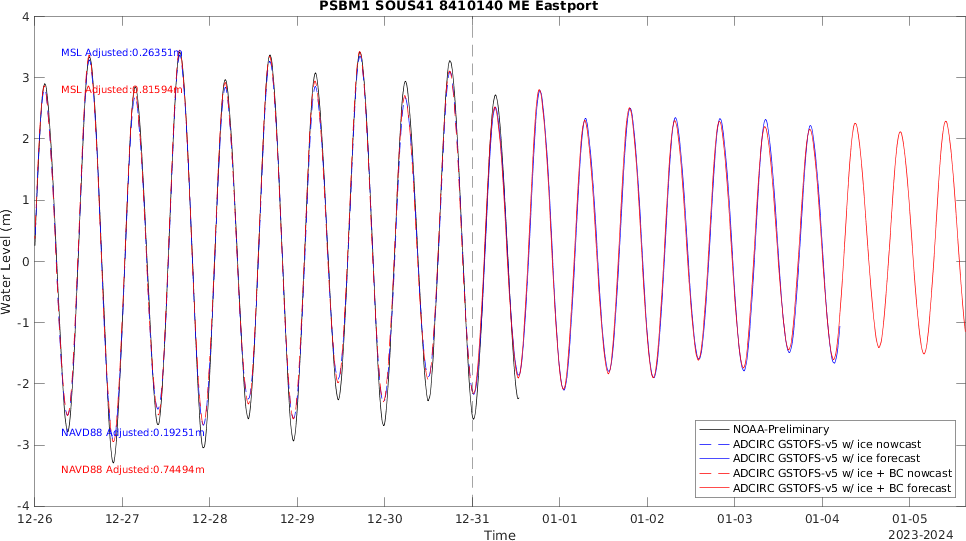 PSBM1 SOUS41 8410140 ME Eastport
4
3
2
1
0
-1
-2
-3
-4
Water Level (m)
MSL Adjusted:0.26351m
MSL Adjusted:0.81594m
NAVD88 Adjusted:0.19251m
NAVD88 Adjusted:0.74494m
NOAA-Preliminary
ADCIRC GSTOFS-v5 w/ ice nowcast
ADCIRC GSTOFS-v5 w/ ice forecast
ADCIRC GSTOFS-v5 w/ ice + BC nowcast
ADCIRC GSTOFS-v5 w/ ice + BC forecast
12-26 12-27 12-28 12-29 12-30 12-31 01-01 01-02 01-03 01-04 01-05
Time
2023-2024